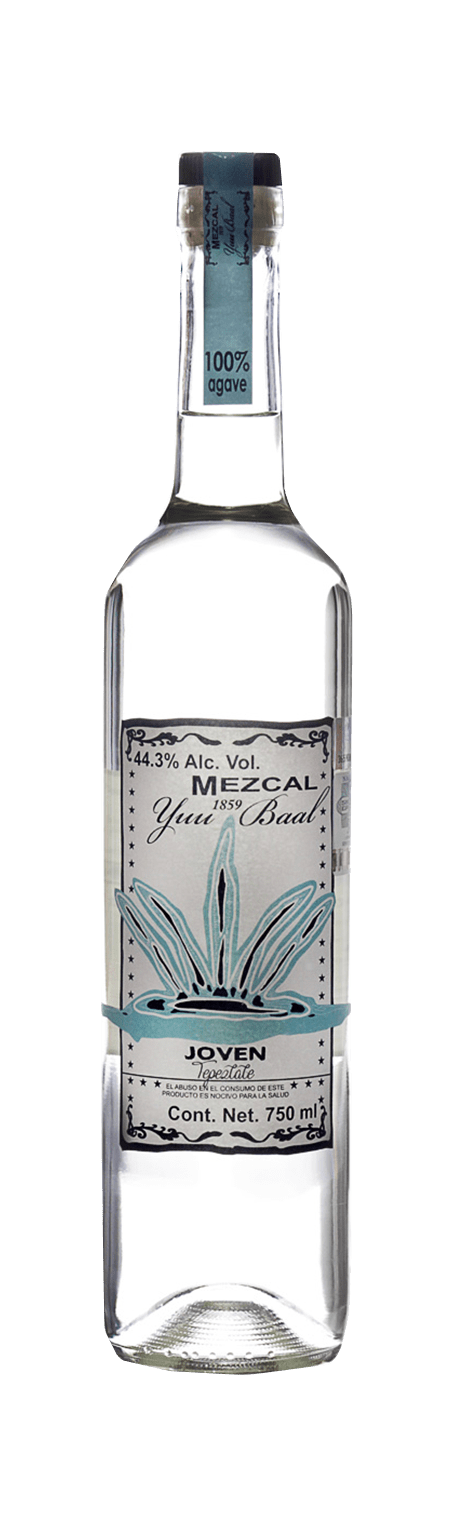 MEZCAL
Yuu Baal
100%
agave
44.3% Alc. Vol.
MEZCAL
1859
Yuu Baal
JOVEN
Tepeztate
EL ABUSO EN EL CONSUMO DE ESTE
PRODUCTO ES NOCIVO PARA LA SALUD
Cont. Net. 750 ml